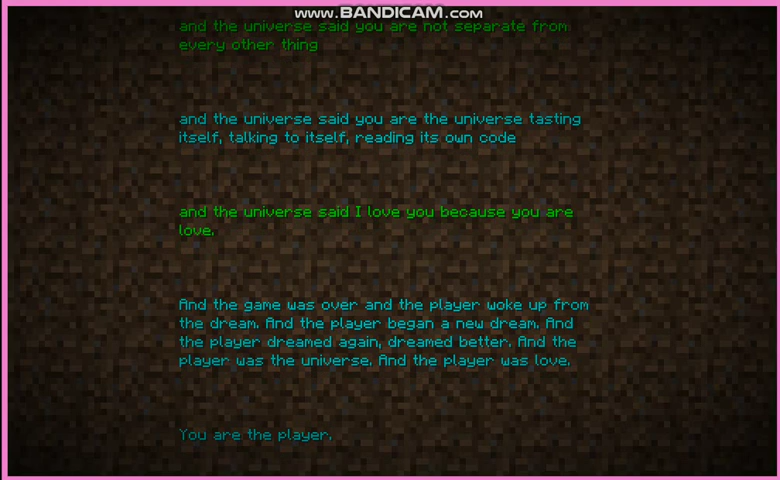 www.BANDICAM.com
and the universe said you are not separate from
every other thing
and the universe said you are the universe tasting
itself, talking to itself, reading its own code
and the universe said I love you because you are
love.
And the game was over and the player woke up from
the dream. And the player began a new dream. And
the player dreamed again, dreamed better. And the
player was the universe. And the player was love.
You are the player.